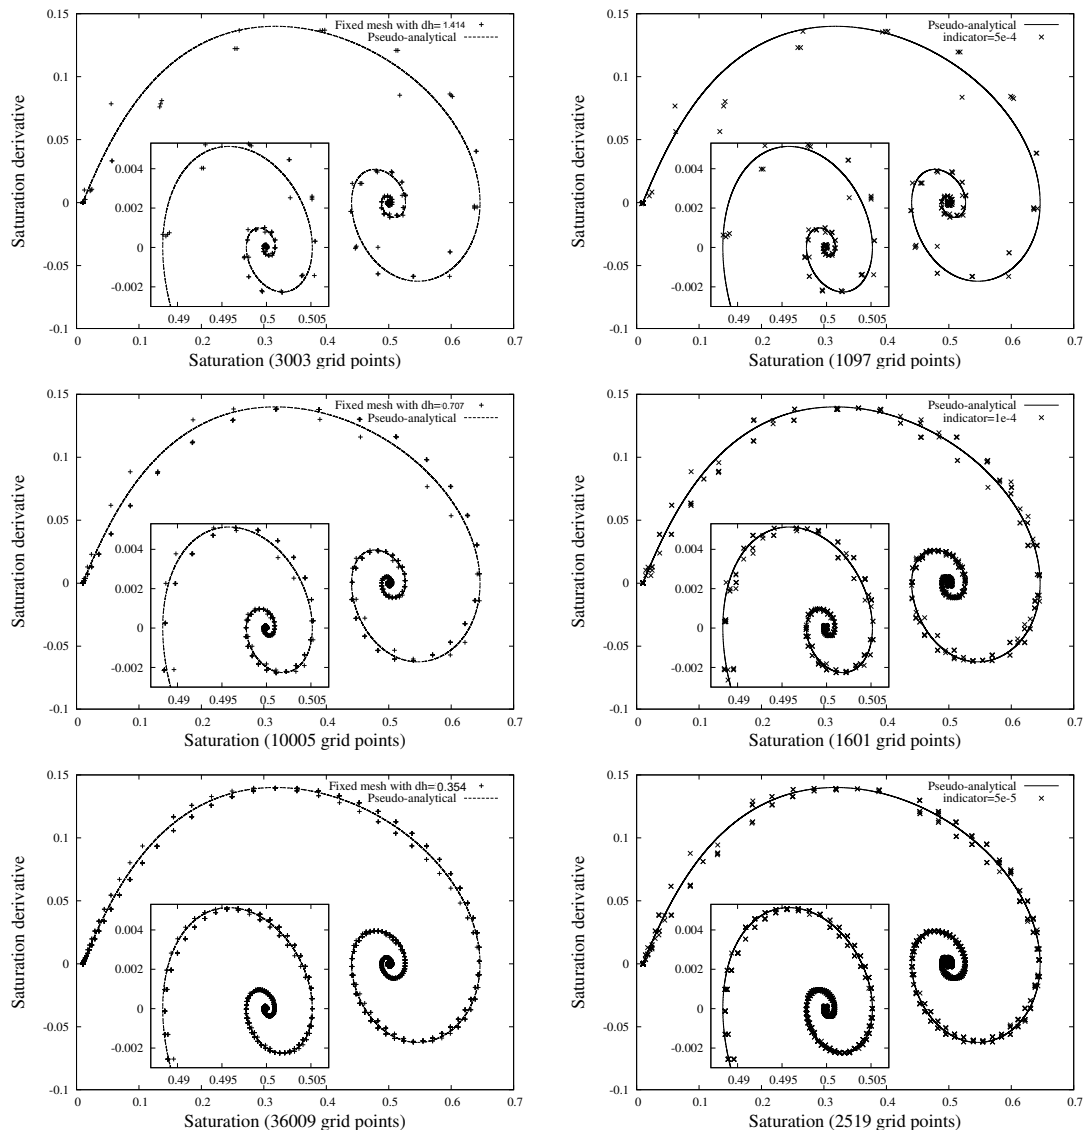 Fixed mesh with dh= 1.414
Pseudo-analytical
0.15
0.1
0.05
0
-0.05
-0.1
Saturation derivative
0.004
0.002
0
-0.002
0.49 0.495 0.5 0.505
0 0.1 0.2 0.3 0.4 0.5 0.6 0.7
Saturation (3003 grid points)
Pseudo-analytical
indicator=5e-4
0.15
0.1
0.05
0
-0.05
-0.1
Saturation derivative
0.004
0.002
0
-0.002
0.49 0.495 0.5 0.505
0 0.1 0.2 0.3 0.4 0.5 0.6 0.7
Saturation (1097 grid points)
Fixed mesh with dh= 0.707
Pseudo-analytical
0.15
0.1
0.05
0
-0.05
-0.1
Saturation derivative
0.004
0.002
0
-0.002
0.49 0.495 0.5 0.505
0 0.1 0.2 0.3 0.4 0.5 0.6 0.7
Saturation (10005 grid points)
Pseudo-analytical
indicator=1e-4
0.15
0.1
0.05
0
-0.05
-0.1
Saturation derivative
0.004
0.002
0
-0.002
0.49 0.495 0.5 0.505
0 0.1 0.2 0.3 0.4 0.5 0.6 0.7
Saturation (1601 grid points)
Fixed mesh with dh= 0.354
Pseudo-analytical
0.15
0.1
0.05
0
-0.05
-0.1
Saturation derivative
0.004
0.002
0
-0.002
0.49 0.495 0.5 0.505
0 0.1 0.2 0.3 0.4 0.5 0.6 0.7
Saturation (36009 grid points)
Pseudo-analytical
indicator=5e-5
0.15
0.1
0.05
0
-0.05
-0.1
Saturation derivative
0.004
0.002
0
-0.002
0.49 0.495 0.5 0.505
0 0.1 0.2 0.3 0.4 0.5 0.6 0.7
Saturation (2519 grid points)